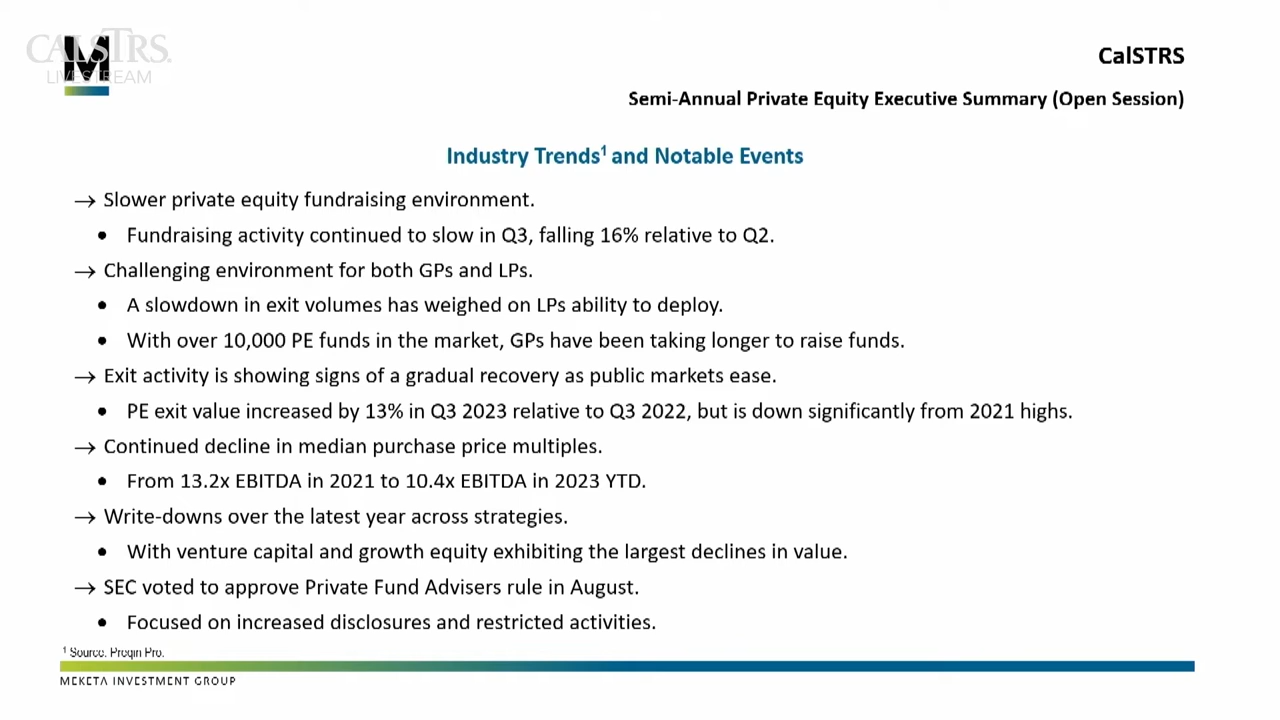 CALSTRS.
LIVESTREAM
M
CalSTRS
Semi-Annual Private Equity Executive Summary (Open Session)
Industry Trends¹ and Notable Events
→ Slower private equity fundraising environment.
• Fundraising activity continued to slow in Q3, falling 16% relative to Q2.
→ Challenging environment for both GPs and LPs.
• A slowdown in exit volumes has weighed on LPs ability to deploy.
• With over 10,000 PE funds in the market, GPs have been taking longer to raise funds.
→ Exit activity is showing signs of a gradual recovery as public markets ease.
• PE exit value increased by 13% in Q3 2023 relative to Q3 2022, but is down significantly from 2021 highs.
→ Continued decline in median purchase price multiples.
• From 13.2x EBITDA in 2021 to 10.4x EBITDA in 2023 YTD.
→ Write-downs over the latest year across strategies.
• With venture capital and growth equity exhibiting the largest declines in value.
→ SEC voted to approve Private Fund Advisers rule in August.
• Focused on increased disclosures and restricted activities.
¹ Source. Preqin Pro.
MEKETA INVESTMENT GROUP